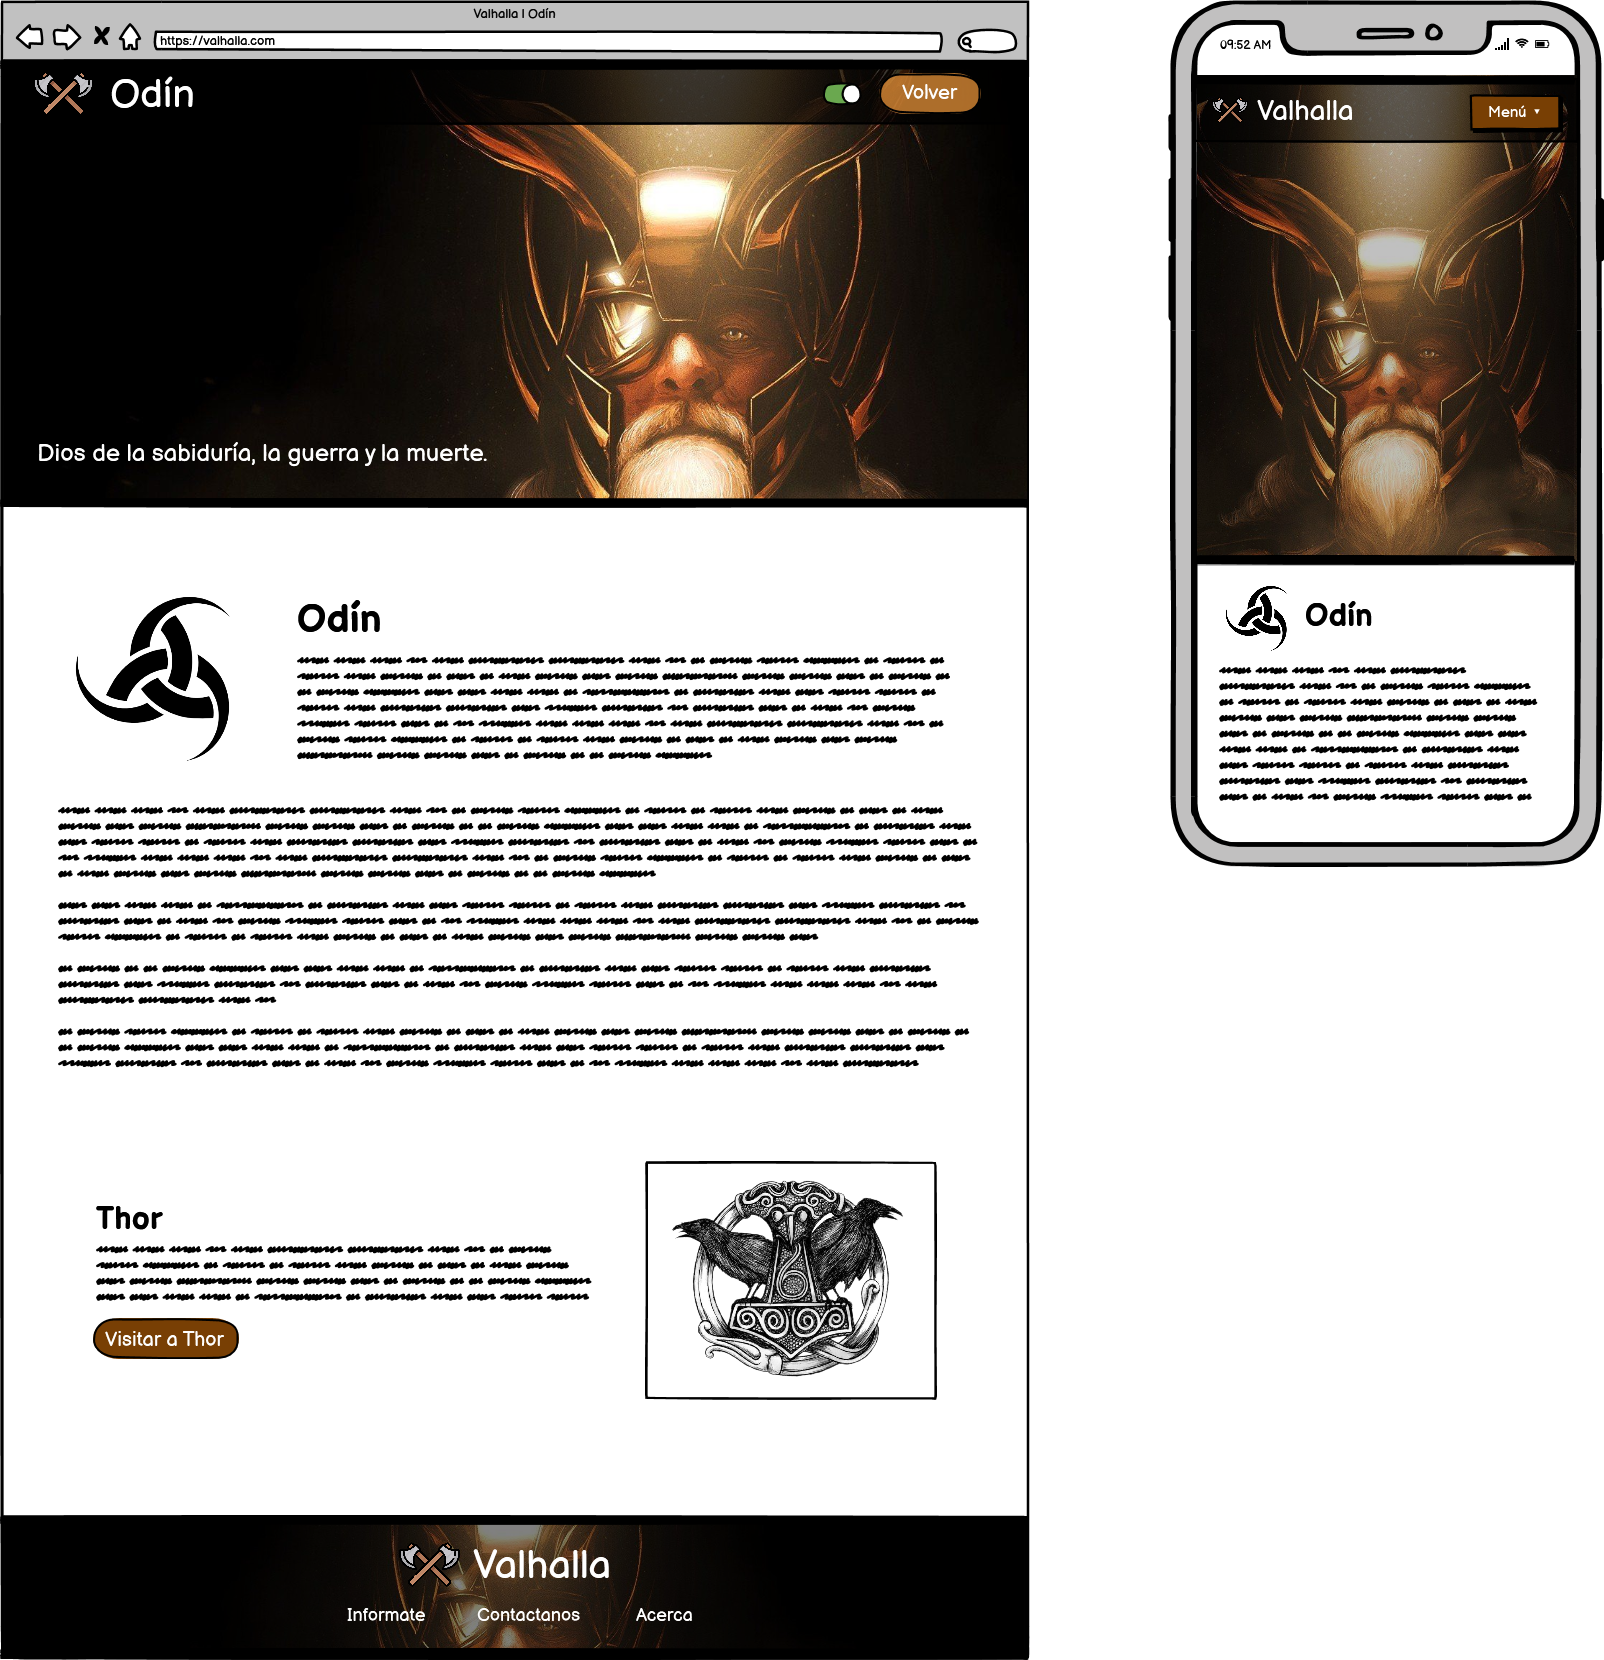 Valhalla | Odín
https://valhalla.com
Odín
Volver
Dios de la sabiduría, la guerra y la muerte.
Odín
Thor
Visitar a Thor
Valhalla
Informate
Contactanos
Acerca
09:52 AM
Valhalla
Menú ▾
Odín